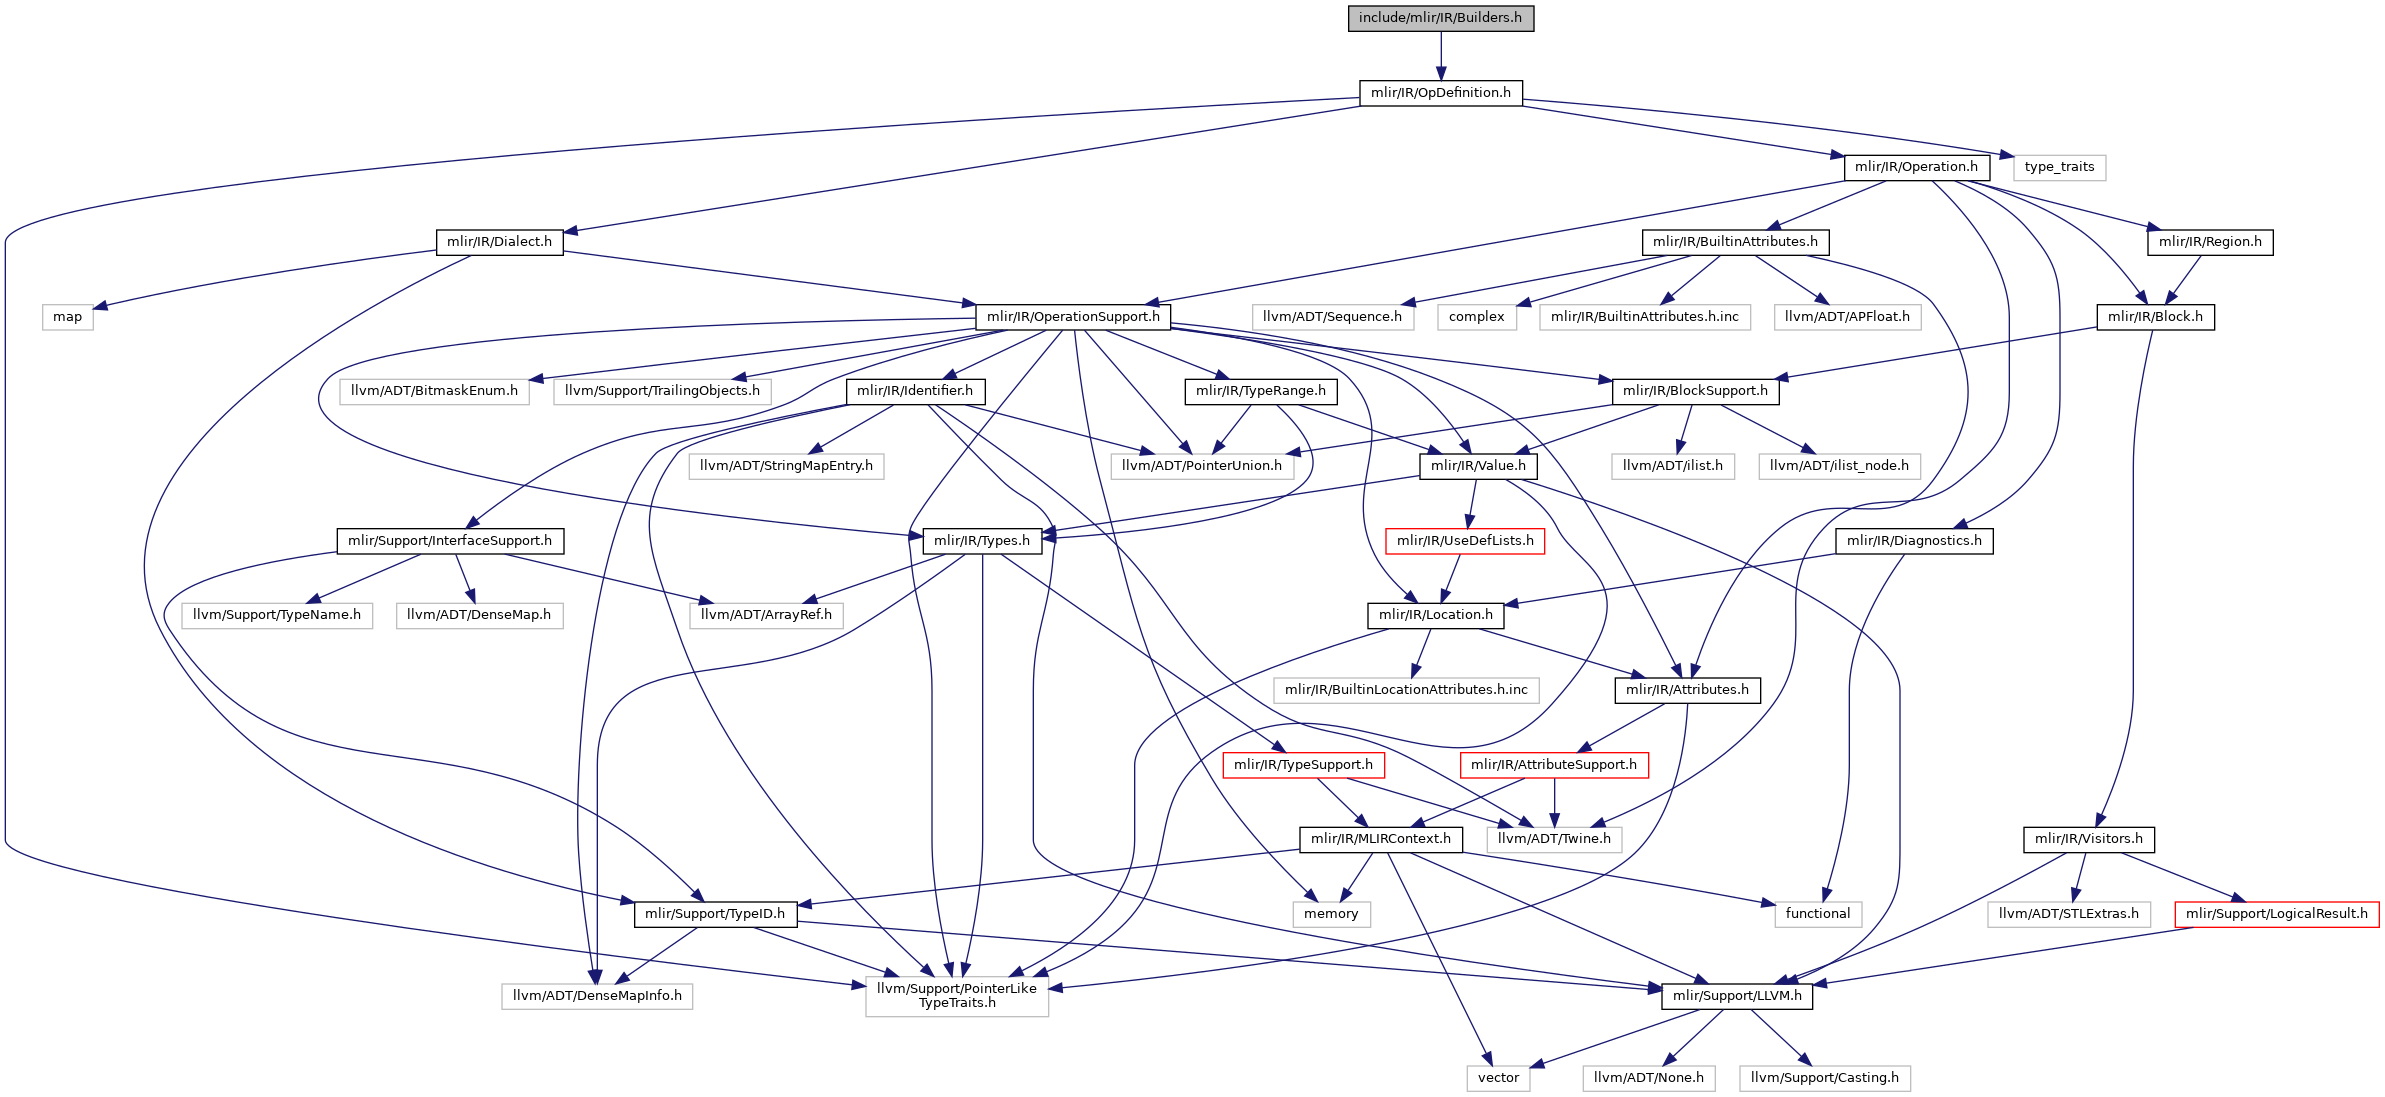 include/mlir/IR/Builders.h
mlir/IR/OpDefinition.h
mlir/IR/Operation.h
type_traits
mlir/IR/Dialect.h
mlir/IR/BuiltinAttributes.h
mlir/IR/Region.h
map
mlir/IR/OperationSupport.h
llvm/ADT/Sequence.h
complex
mlir/IR/BuiltinAttributes.h.inc
llvm/ADT/APFloat.h
mlir/IR/Block.h
llvm/ADT/BitmaskEnum.h
llvm/Support/TrailingObjects.h
mlir/IR/Identifier.h
mlir/IR/TypeRange.h
mlir/IR/BlockSupport.h
llvm/ADT/StringMapEntry.h
llvm/ADT/PointerUnion.h
mlir/IR/Value.h
llvm/ADT/ilist.h
llvm/ADT/ilist_node.h
mlir/Support/InterfaceSupport.h
mlir/IR/Types.h
mlir/IR/UseDefLists.h
mlir/IR/Diagnostics.h
llvm/Support/TypeName.h
llvm/ADT/DenseMap.h
llvm/ADT/ArrayRef.h
mlir/IR/Location.h
mlir/IR/BuiltinLocationAttributes.h.inc
mlir/IR/Attributes.h
mlir/IR/TypeSupport.h
mlir/IR/AttributeSupport.h
mlir/IR/MLIRContext.h
llvm/ADT/Twine.h
mlir/IR/Visitors.h
mlir/Support/TypeID.h
memory
functional
llvm/ADT/STLExtras.h
mlir/Support/LogicalResult.h
llvm/ADT/DenseMapInfo.h
llvm/Support/PointerLike
TypeTraits.h
mlir/Support/LLVM.h
vector
llvm/ADT/None.h
llvm/Support/Casting.h